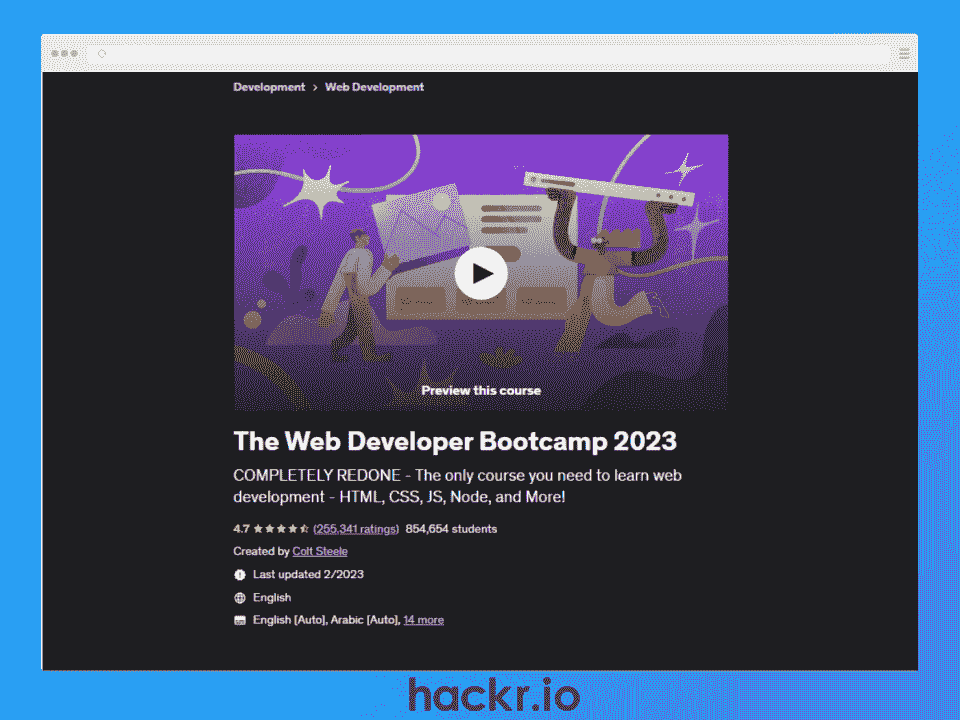 Development > Web Development
Preview this course
The Web Developer Bootcamp 2023
COMPLETELY REDONE - The only course you need to learn web
development - HTML, CSS, JS, Node, and More!
4.7 (255,341 ratings) 854,654 students
Created by Colt Steele
Last updated 2/2023
English
English [Auto], Arabic [Auto], 14 more
hackr.io